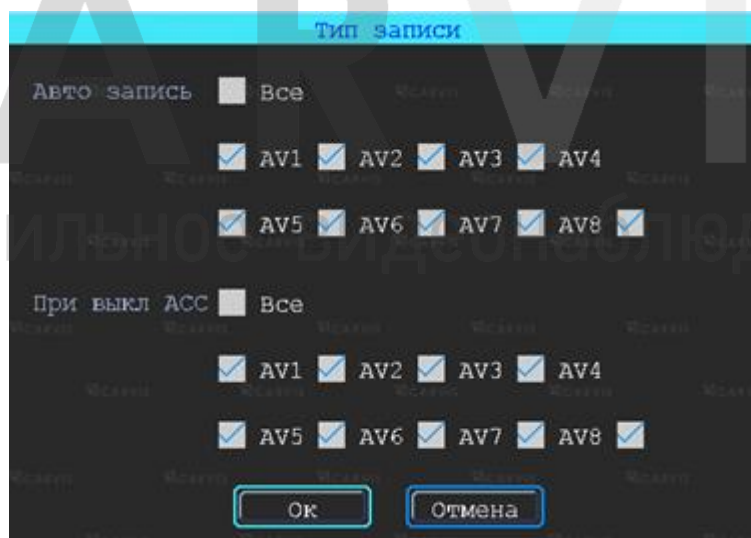 Тип записи
Авто запись Все
AV1 AV2 AV3 AV4
AV5 AV6 AV7 AV8
При выкл ACC Все
AV1 AV2 AV3 AV4
AV5 AV6 AV7 AV8
Ок Отмена